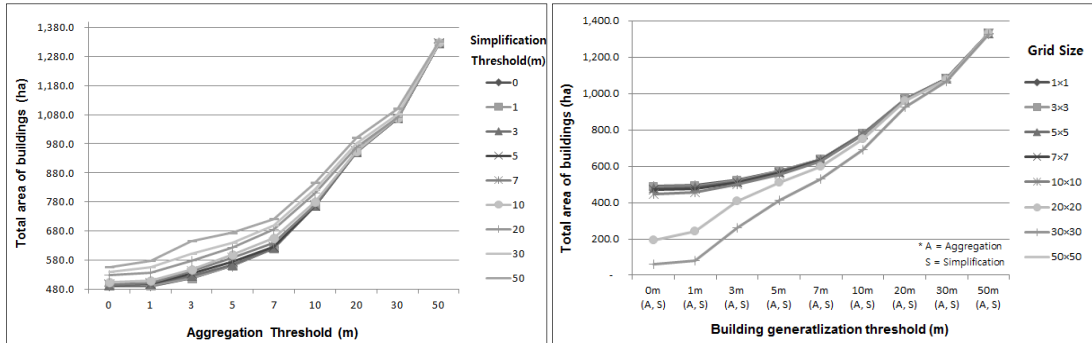 Total area of buildings (ha)
1,380.0
1,280.0
1,180.0
1,080.0
980.0
880.0
780.0
680.0
580.0
480.0
0 1 3 5 7 10 20 30 50
Aggregation Threshold (m)
Simplification
Threshold(m)
0
1
3
5
7
10
20
30
50
Total area of buildings (ha)
1,400.0
1,200.0
1,000.0
800.0
600.0
400.0
200.0
-
0m 1m 3m 5m 7m 10m 20m 30m 50m
(A, S) (A, S) (A, S) (A, S) (A, S) (A, S) (A, S) (A, S) (A, S)
Building generatlization threshold (m)
* A = Aggregation
S = Simplification
Grid Size
1×1
3×3
5×5
7×7
10×10
20×20
30×30
50×50